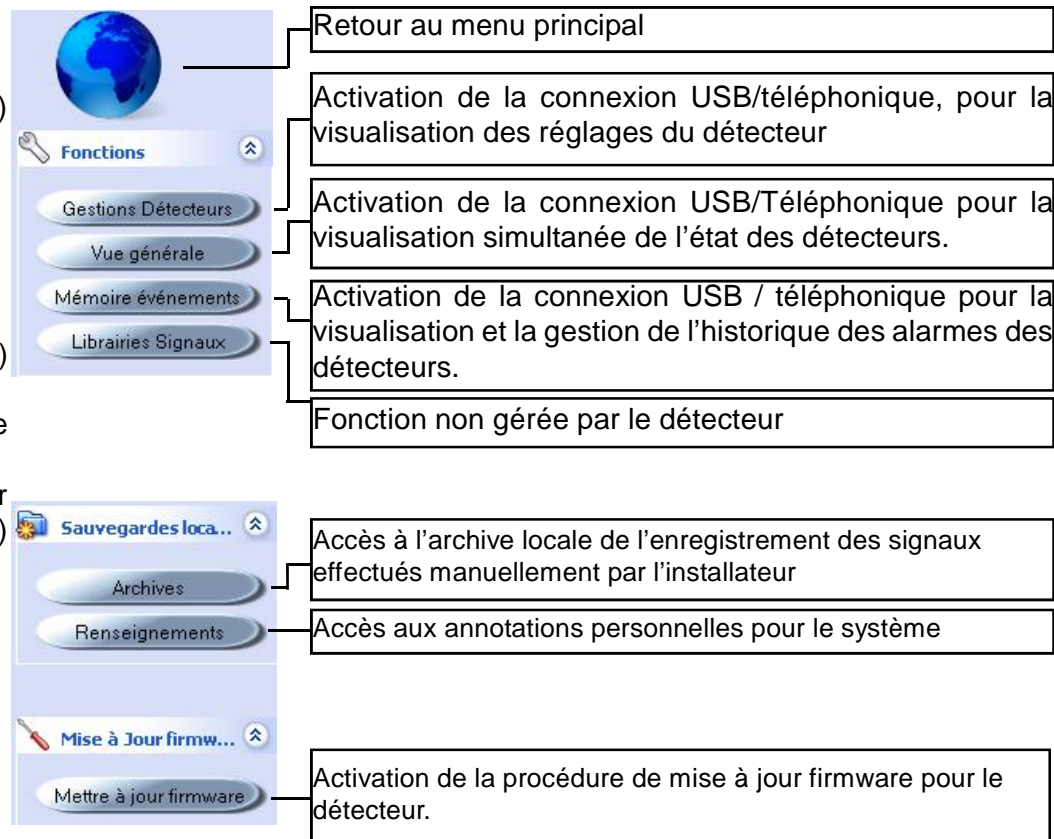 Retour au menu principal
)
Activation de la connexion USB/téléphonique, pour la
visualisation des réglages du détecteur
Fonctions
Gestions Détecteurs
Activation de la connexion USB/Téléphonique pour la
visualisation simultanée de l’état des détecteurs.
Vue générale
Mémoire événements
Activation de la connexion USB / téléphonique pour la
visualisation et la gestion de l’historique des alarmes des
détecteurs.
Librairies Signaux
)
Fonction non gérée par le détecteur
e
r
)
Sauvegardes loca...
Accès à l’archive locale de l’enregistrement des signaux
effectués manuellement par l’installateur
Archives
Renseignements
Accès aux annotations personnelles pour le système
Mise à Jour firmw...
Mettre à jour firmware
Activation de la procédure de mise à jour firmware pour le
détecteur.